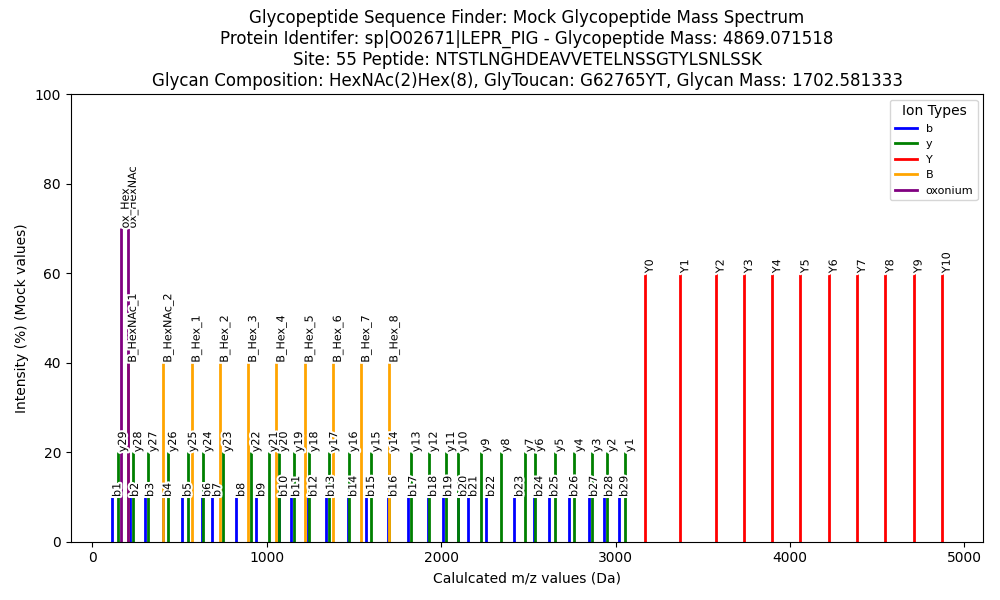 Glycopeptide Sequence Finder: Mock Glycopeptide Mass Spectrum
Protein Identifer: sp|O02671|LEPR_PIG - Glycopeptide Mass: 4869.071518
Site: 55 Peptide: NTSTLNGHDEAVVETELNSSGTYLSNLSSK
Glycan Composition: HexNAc(2)Hex(8), GlyToucan: G62765YT, Glycan Mass: 1702.581333
100
80
60
40
20
0
Intensity (%) (Mock values)
Ion Types
b
y
Y
B
oxonium
ox_Hex
ox_HexNAc
Y0
Y1
Y2
Y3
Y4
Y5
Y6
Y7
Y8
Y9
Y10
B_HexNAc_1
B_HexNAc_2
B_Hex_1
B_Hex_2
B_Hex_3
B_Hex_4
B_Hex_5
B_Hex_6
B_Hex_7
B_Hex_8
y29
y28
y27
y26
y25
y24
y23
y22
y21
y20
y19
y18
y17
y16
y15
y14
y13
y12
y11
y10
y9
y8
y7
y6
y5
y4
y3
y2
y1
b1
b2
b3
b4
b5
b6
b7
b8
b9
b10
b11
b12
b13
b14
b15
b16
b17
b18
b19
b20
b21
b22
b23
b24
b25
b26
b27
b28
b29
0
1000
2000
3000
4000
5000
Calulcated m/z values (Da)